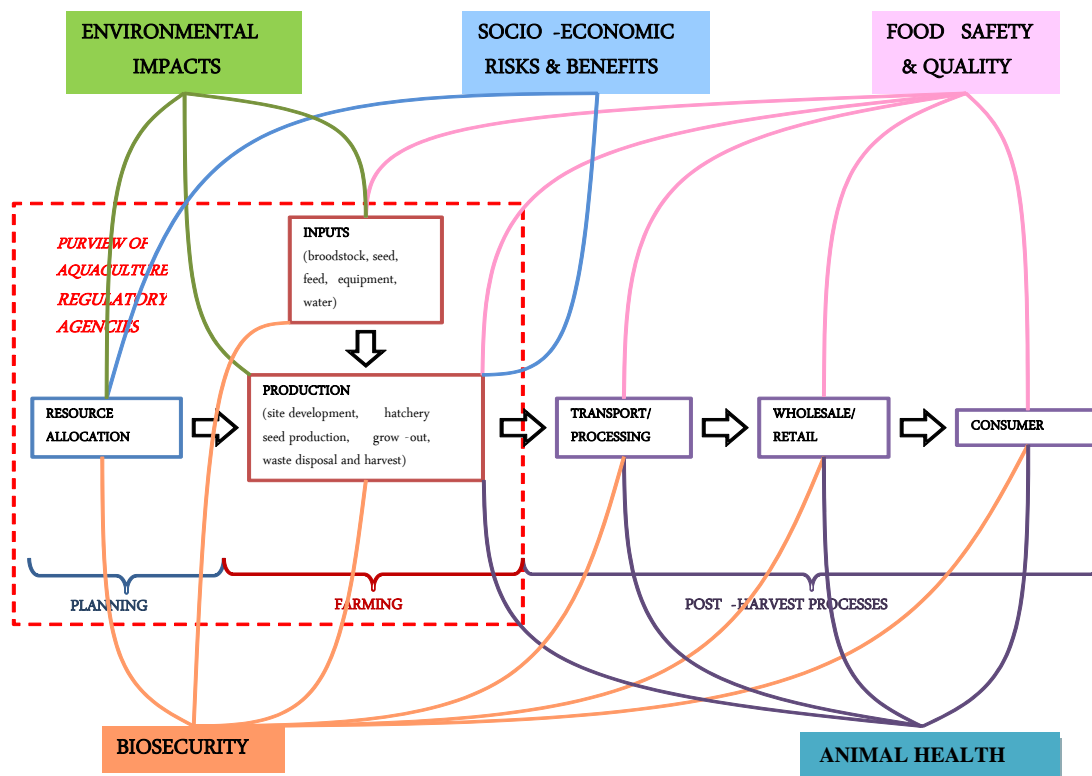 ENVIRONMENTAL
IMPACTS
SOCIO -ECONOMIC
RISKS & BENEFITS
FOOD SAFETY
& QUALITY
PURVIEW OF
AQUACULTURE
REGULATORY
AGENCIES
INPUTS
(broodstock, seed,
feed, equipment,
water)
RESOURCE
ALLOCATION
PRODUCTION
(site development, hatchery
seed production, grow -out,
waste disposal and harvest)
TRANSPORT/
PROCESSING
WHOLESALE/
RETAIL
CONSUMER
PLANNING
FARMING
POST -HARVEST PROCESSES
BIOSECURITY
ANIMAL HEALTH